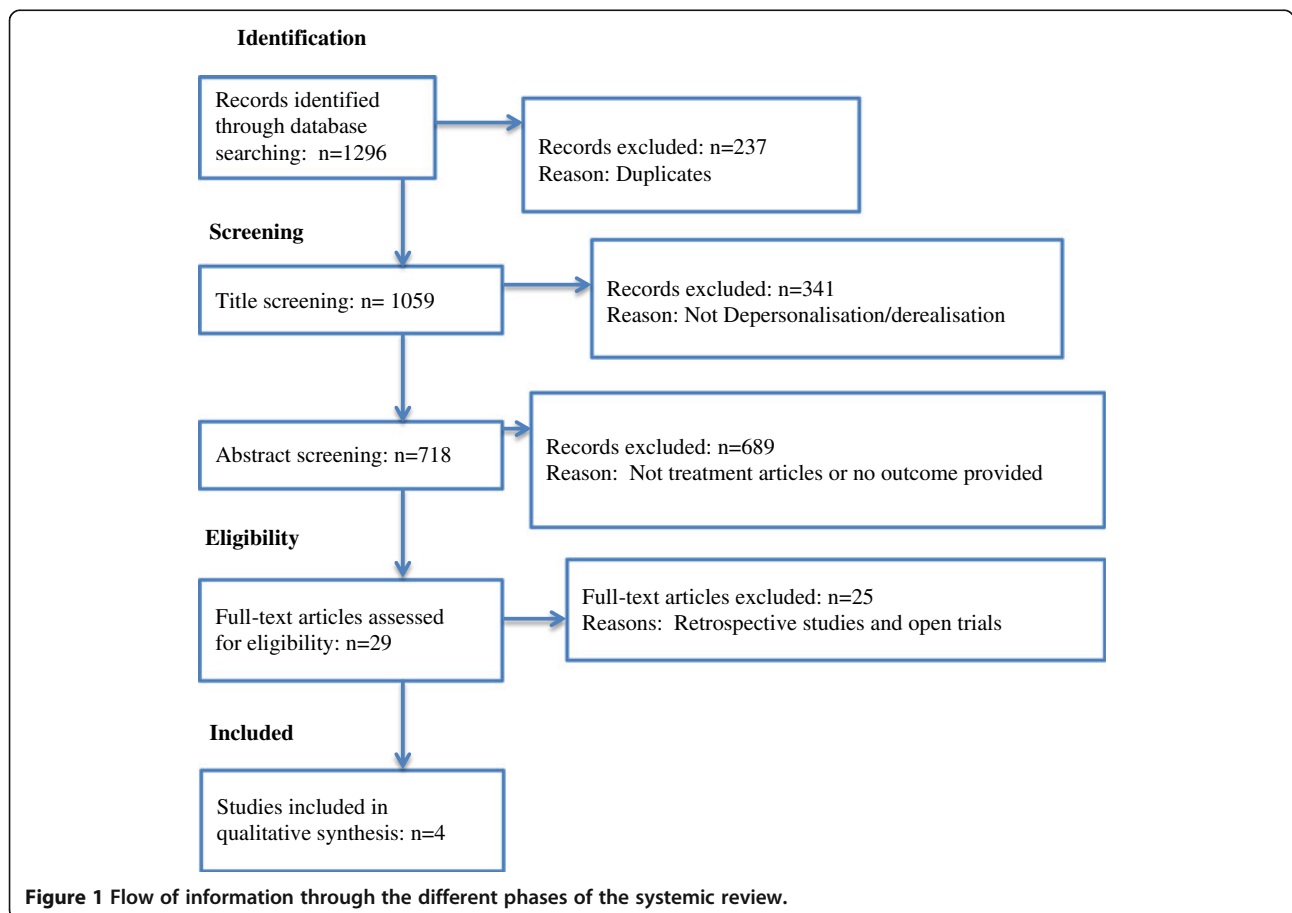 Identification
Records identified
through database
searching: n=1296
Records excluded: n=237
Reason: Duplicates
Screening
Title screening: n= 1059
Records excluded: n=341
Reason: Not Depersonalisation/derealisation
Abstract screening: n=718
Records excluded: n=689
Reason: Not treatment articles or no outcome provided
Eligibility
Full-text articles assessed
for eligibility: n=29
Full-text articles excluded: n=25
Reasons: Retrospective studies and open trials
Included
Studies included in
qualitative synthesis: n=4
Figure 1 Flow of information through the different phases of the systemic review.